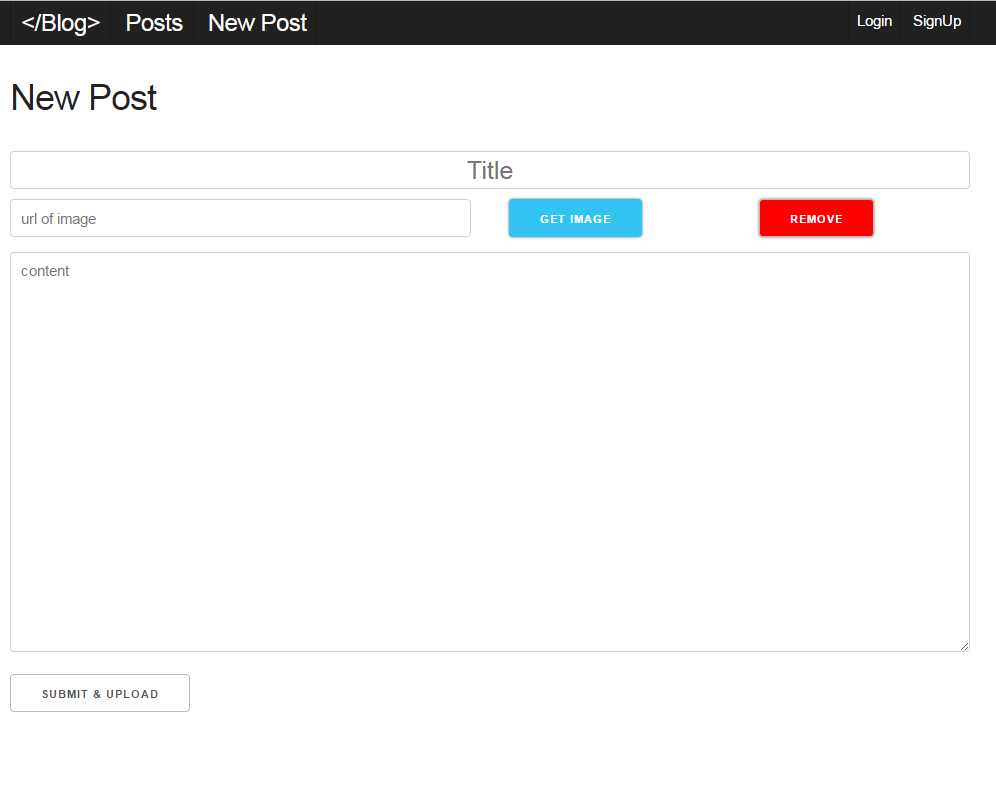 </Blog> Posts New Post Login SignUp
New Post
Title
url of image GET IMAGE REMOVE
content
SUBMIT & UPLOAD